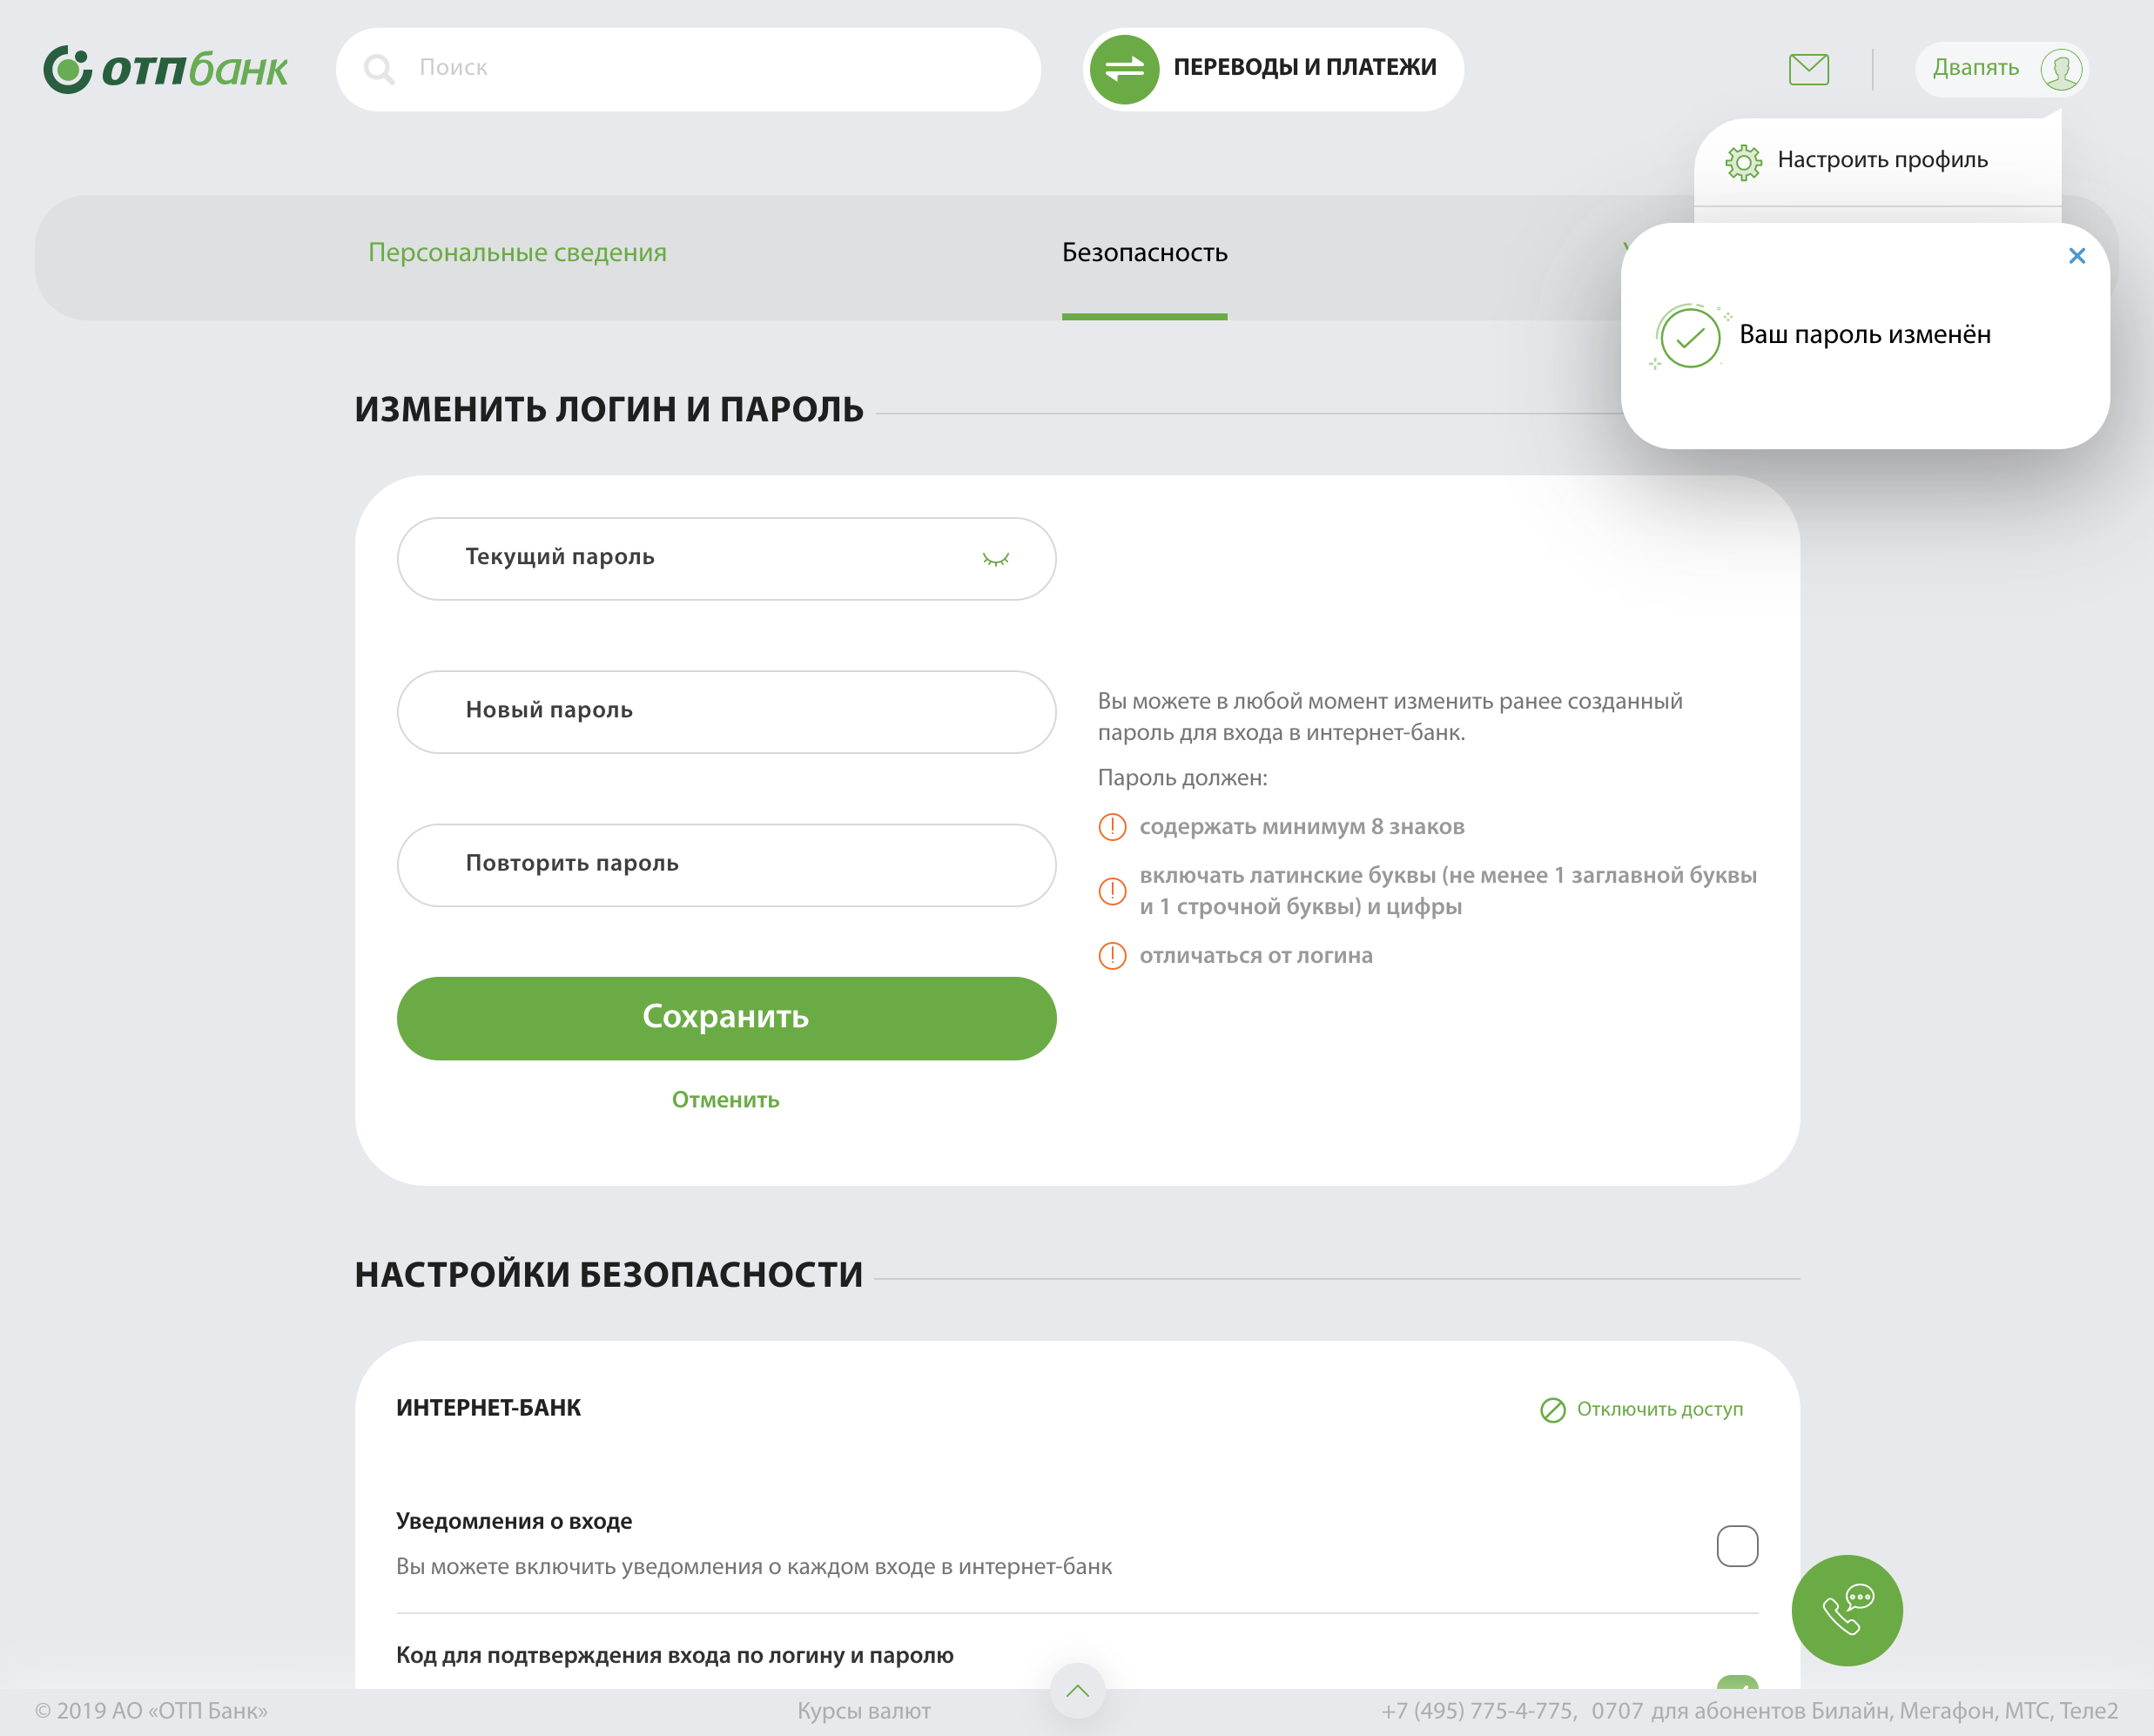 ОТПбанк
Поиск
ПЕРЕВОДЫ И ПЛАТЕЖИ
Двапять
Настроить профиль
Персональные сведения
Безопасность
Ваш пароль изменён
ИЗМЕНИТЬ ЛОГИН И ПАРОЛЬ
Текущий пароль
Новый пароль
Повторить пароль
Сохранить
Отменить
Вы можете в любой момент изменить ранее созданный
пароль для входа в интернет-банк.
Пароль должен:
содержать минимум 8 знаков
включать латинские буквы (не менее 1 заглавной буквы
и 1 строчной буквы) и цифры
отличаться от логина
НАСТРОЙКИ БЕЗОПАСНОСТИ
ИНТЕРНЕТ-БАНК
Отключить доступ
Уведомления о входе
Вы можете включить уведомления о каждом входе в интернет-банк
Код для подтверждения входа по логину и паролю
© 2019 АО «ОТП Банк»
Курсы валют
+7 (495) 775-4-775, 0707 для абонентов Билайн, Мегафон, МТС, Теле2